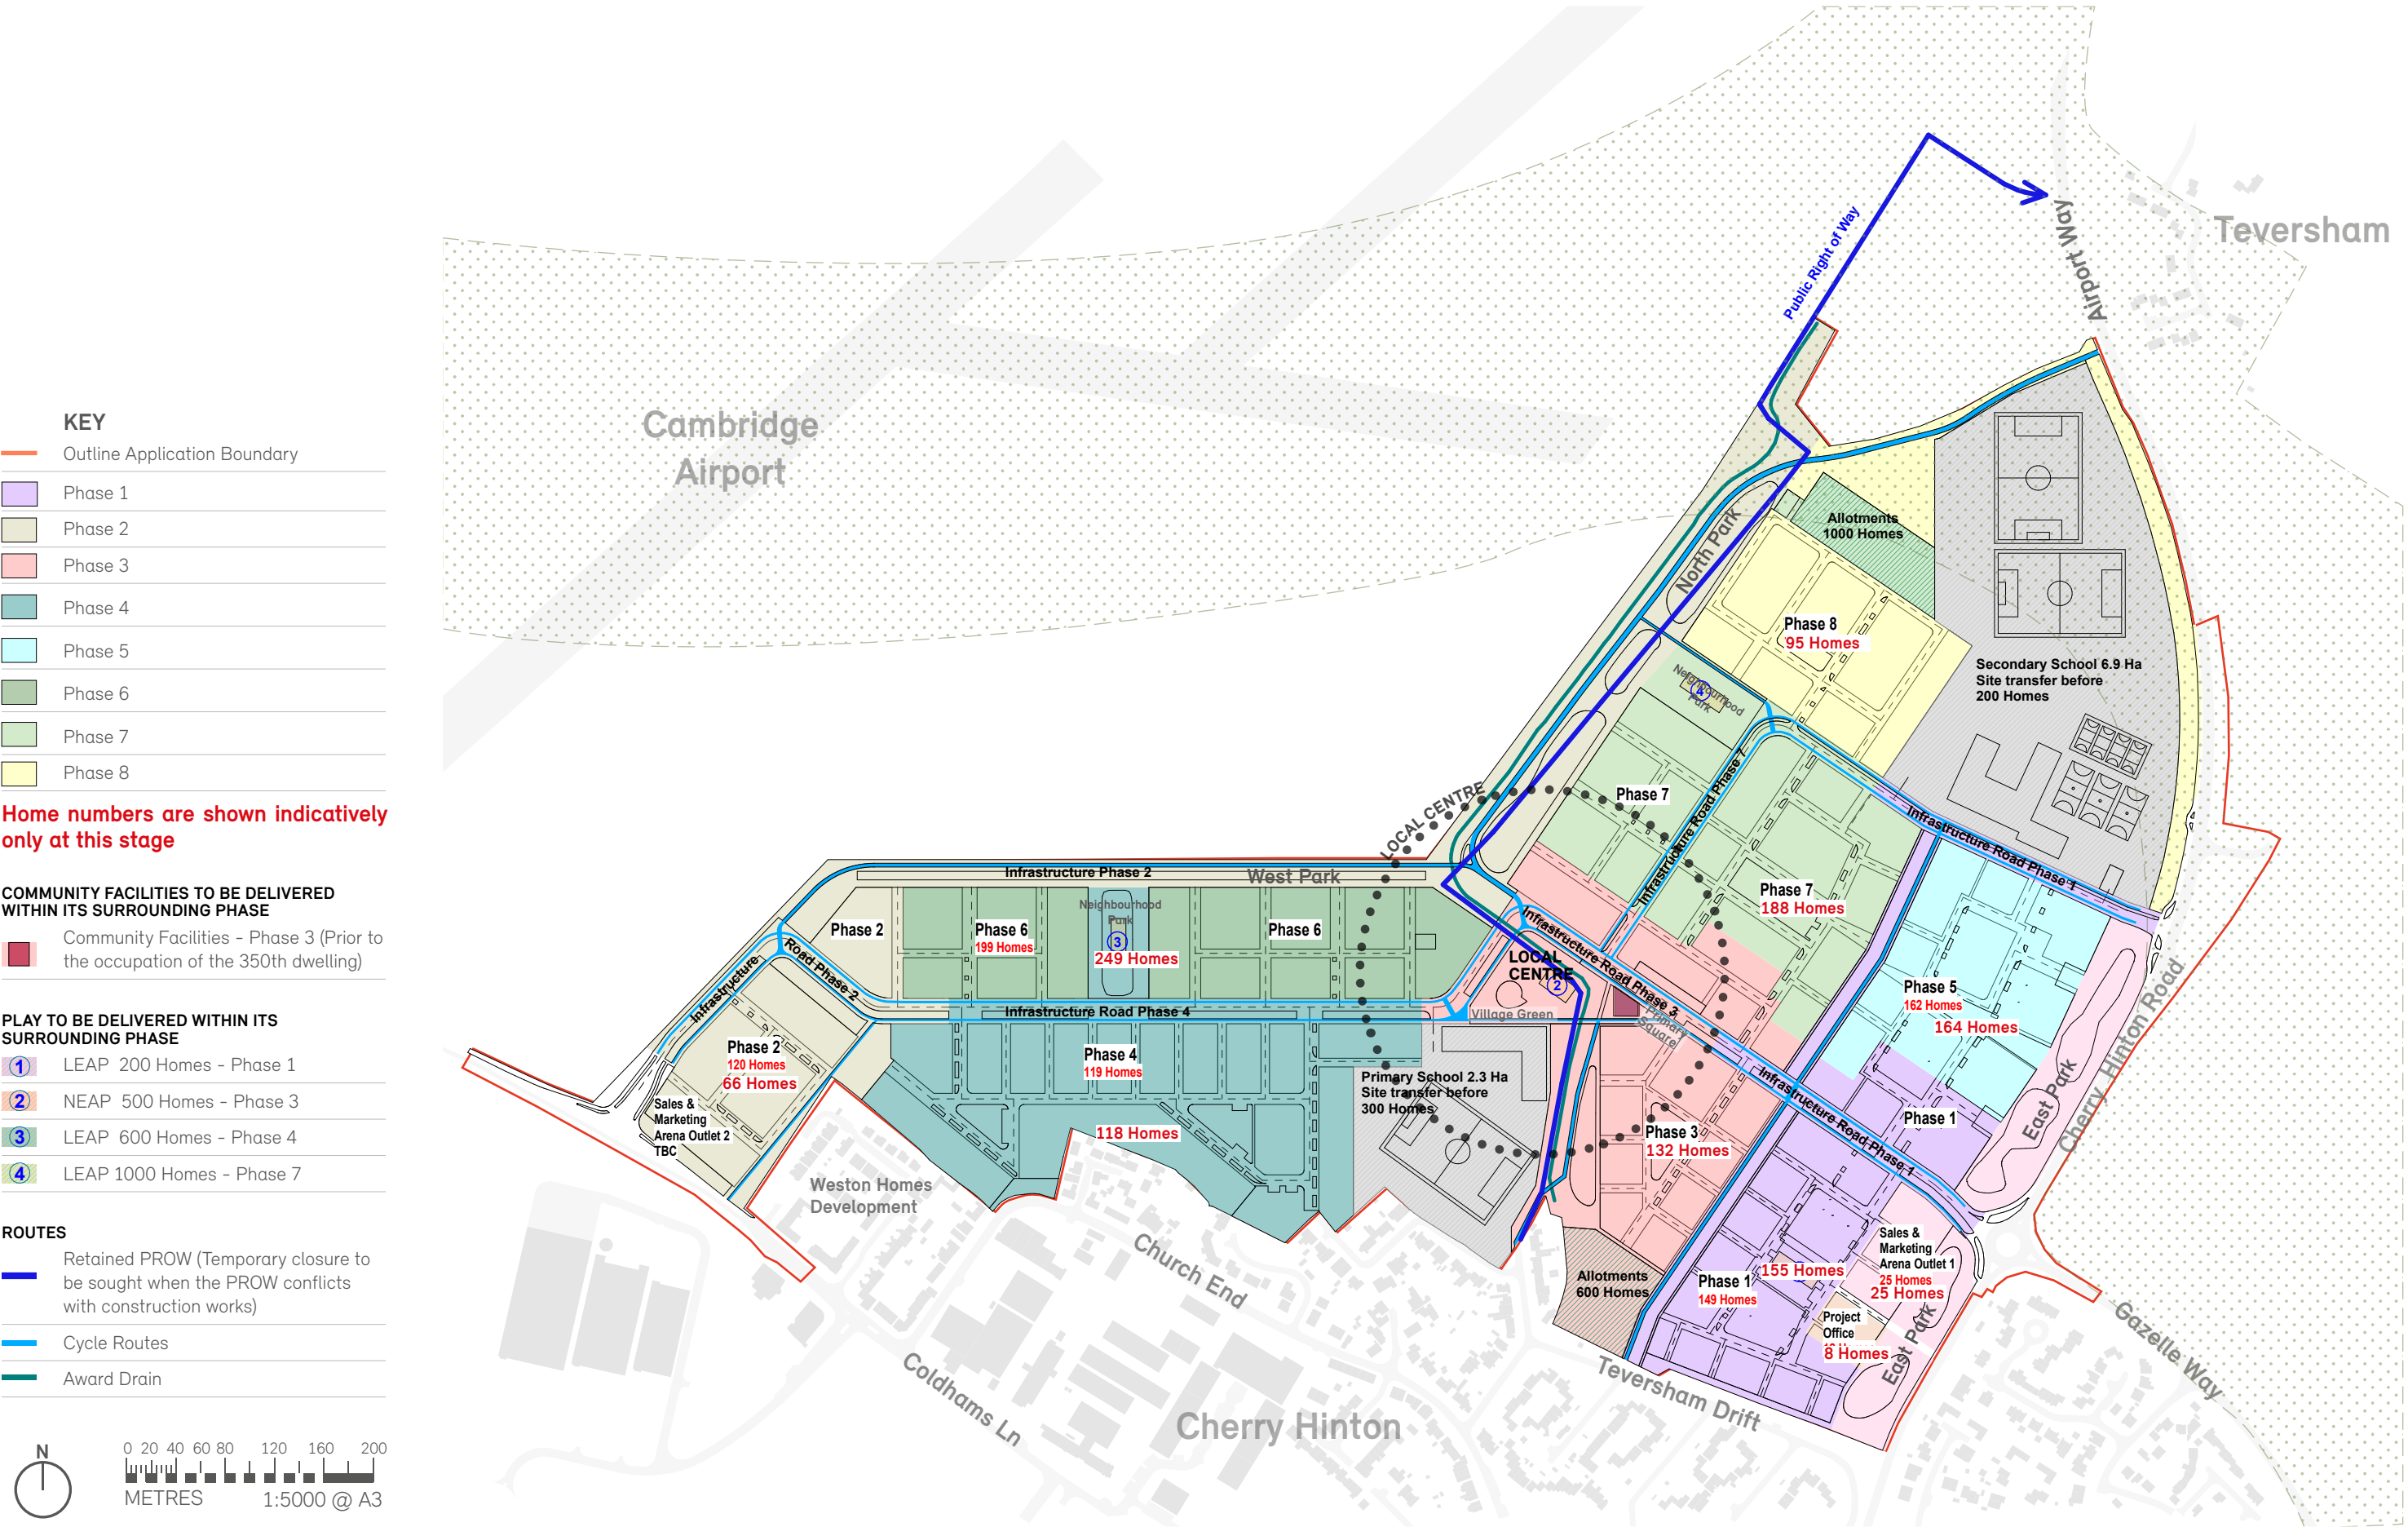 KEY
Outline Application Boundary
Phase 1
Phase 2
Phase 3
Phase 4
Phase 5
Phase 6
Phase 7
Phase 8
Home numbers are shown indicatively
only at this stage
COMMUNITY FACILITIES TO BE DELIVERED
WITHIN ITS SURROUNDING PHASE
Community Facilities - Phase 3 (Prior to
the occupation of the 350th dwelling)
PLAY TO BE DELIVERED WITHIN ITS
SURROUNDING PHASE
1 LEAP 200 Homes - Phase 1
2 NEAP 500 Homes - Phase 3
3 LEAP 600 Homes - Phase 4
4 LEAP 1000 Homes - Phase 7
ROUTES
Retained PROW (Temporary closure to
be sought when the PROW conflicts
with construction works)
Cycle Routes
Award Drain
N
0 20 40 60 80 120 160 200
METRES 1:5000 @ A3
Cambridge
Airport
Teversham
Airport Way
Public Right of Way
North Park
Allotments
1000 Homes
Phase 8
95 Homes
Secondary School 6.9 Ha
Site transfer before
200 Homes
Neighbourhood
Park
4
Phase 7
Infrastructure Road Phase 7
Phase 7
188 Homes
Infrastructure Road Phase 1
LOCAL CENTRE
Infrastructure Phase 2
West Park
Phase 2
Phase 6
199 Homes
Neighbourhood
Park
3
249 Homes
Phase 6
Infrastructure
Road Phase 2
Infrastructure Road Phase 4
Infrastructure Road Phase 3
LOCAL
CENTRE
2
Village Green
Primary
Square
Phase 5
162 Homes
164 Homes
Phase 2
120 Homes
66 Homes
Sales &
Marketing
Arena Outlet 2
TBC
Phase 4
119 Homes
118 Homes
Primary School 2.3 Ha
Site transfer before
300 Homes
Phase 3
132 Homes
Infrastructure Road Phase 1
Phase 1
East Park
Cherry Hinton Road
Weston Homes
Development
Church End
Allotments
600 Homes
Phase 1
149 Homes
155 Homes
Sales &
Marketing
Arena Outlet 1
25 Homes
25 Homes
Project
Office
8 Homes
East Park
Gazelle Way
Coldhams Ln
Cherry Hinton
Teversham Drift